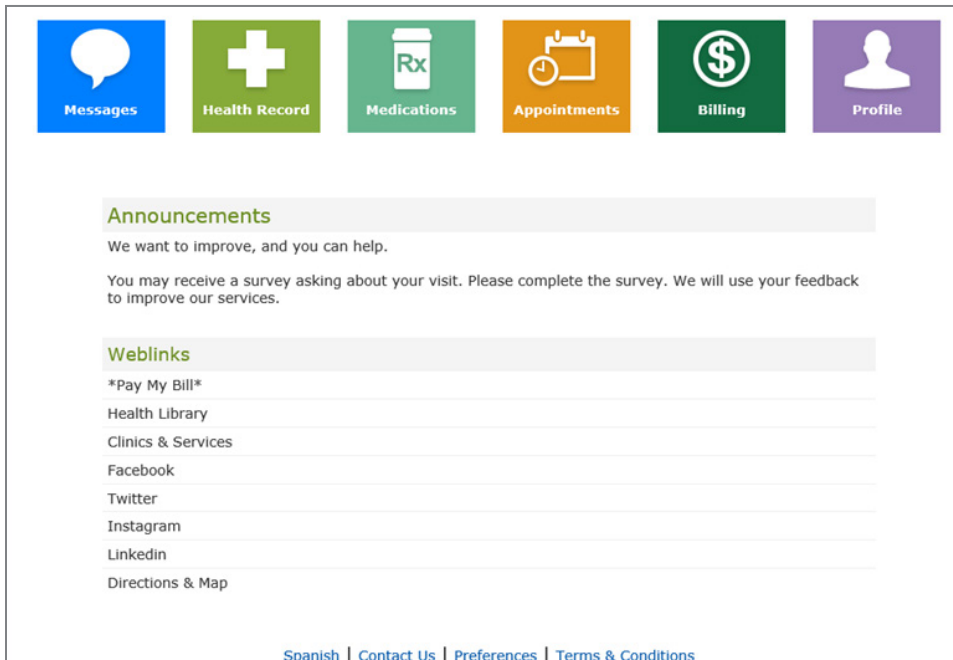 Messages
Health Record
Rx
Medications
Appointments
$
Billing
Profile
Announcements
We want to improve, and you can help.
You may receive a survey asking about your visit. Please complete the survey. We will use your feedback
to improve our services.
Weblinks
*Pay My Bill*
Health Library
Clinics & Services
Facebook
Twitter
Instagram
Linkedin
Directions & Map
Spanish | Contact Us | Preferences | Terms & Conditions